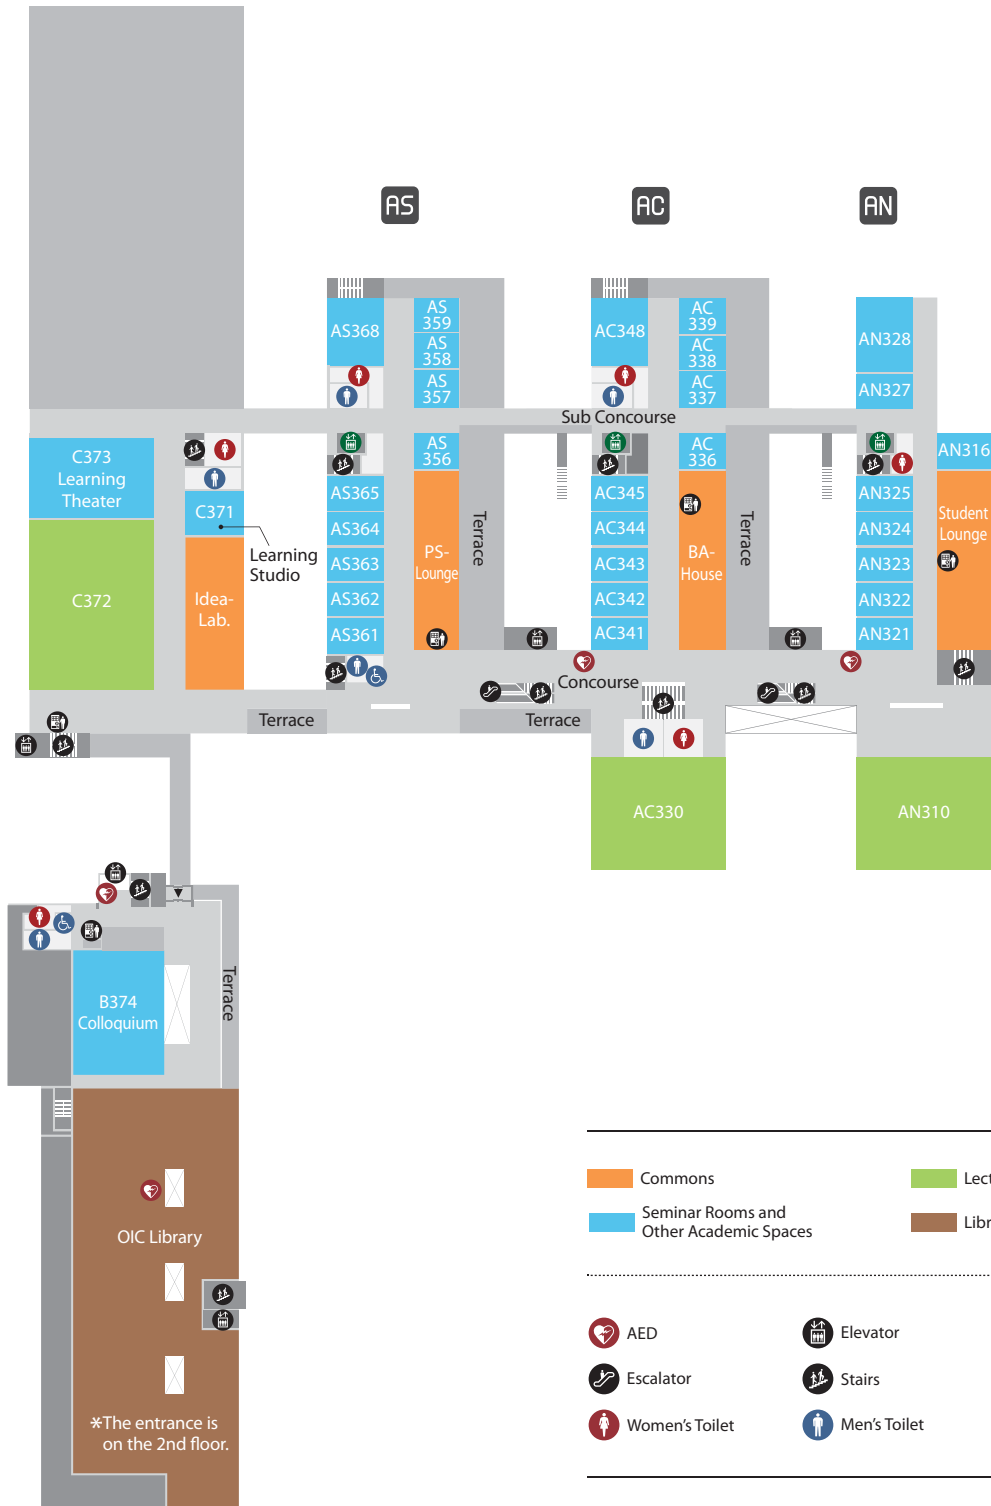 AS
AC
AN
AS368
AS
359
AS
358
AS
357
AC348
AC
339
AC
338
AC
337
AN328
AN327
Sub Concourse
C373
Learning
Theater
C371
Learning
Studio
C372
Idea-
Lab.
AS
356
AS365
AS364
AS363
AS362
AS361
PS-
Lounge
Terrace
AC
336
AC345
AC344
AC343
AC342
AC341
BA-
House
Terrace
AN325
AN324
AN323
AN322
AN321
AN316
Student
Lounge
Concourse
Terrace
Terrace
AC330
AN310
B374
Colloquium
Terrace
OIC Library
*The entrance is
on the 2nd floor.
Commons
Lect
Seminar Rooms and
Other Academic Spaces
Libr
AED
Elevator
Escalator
Stairs
Women's Toilet
Men's Toilet